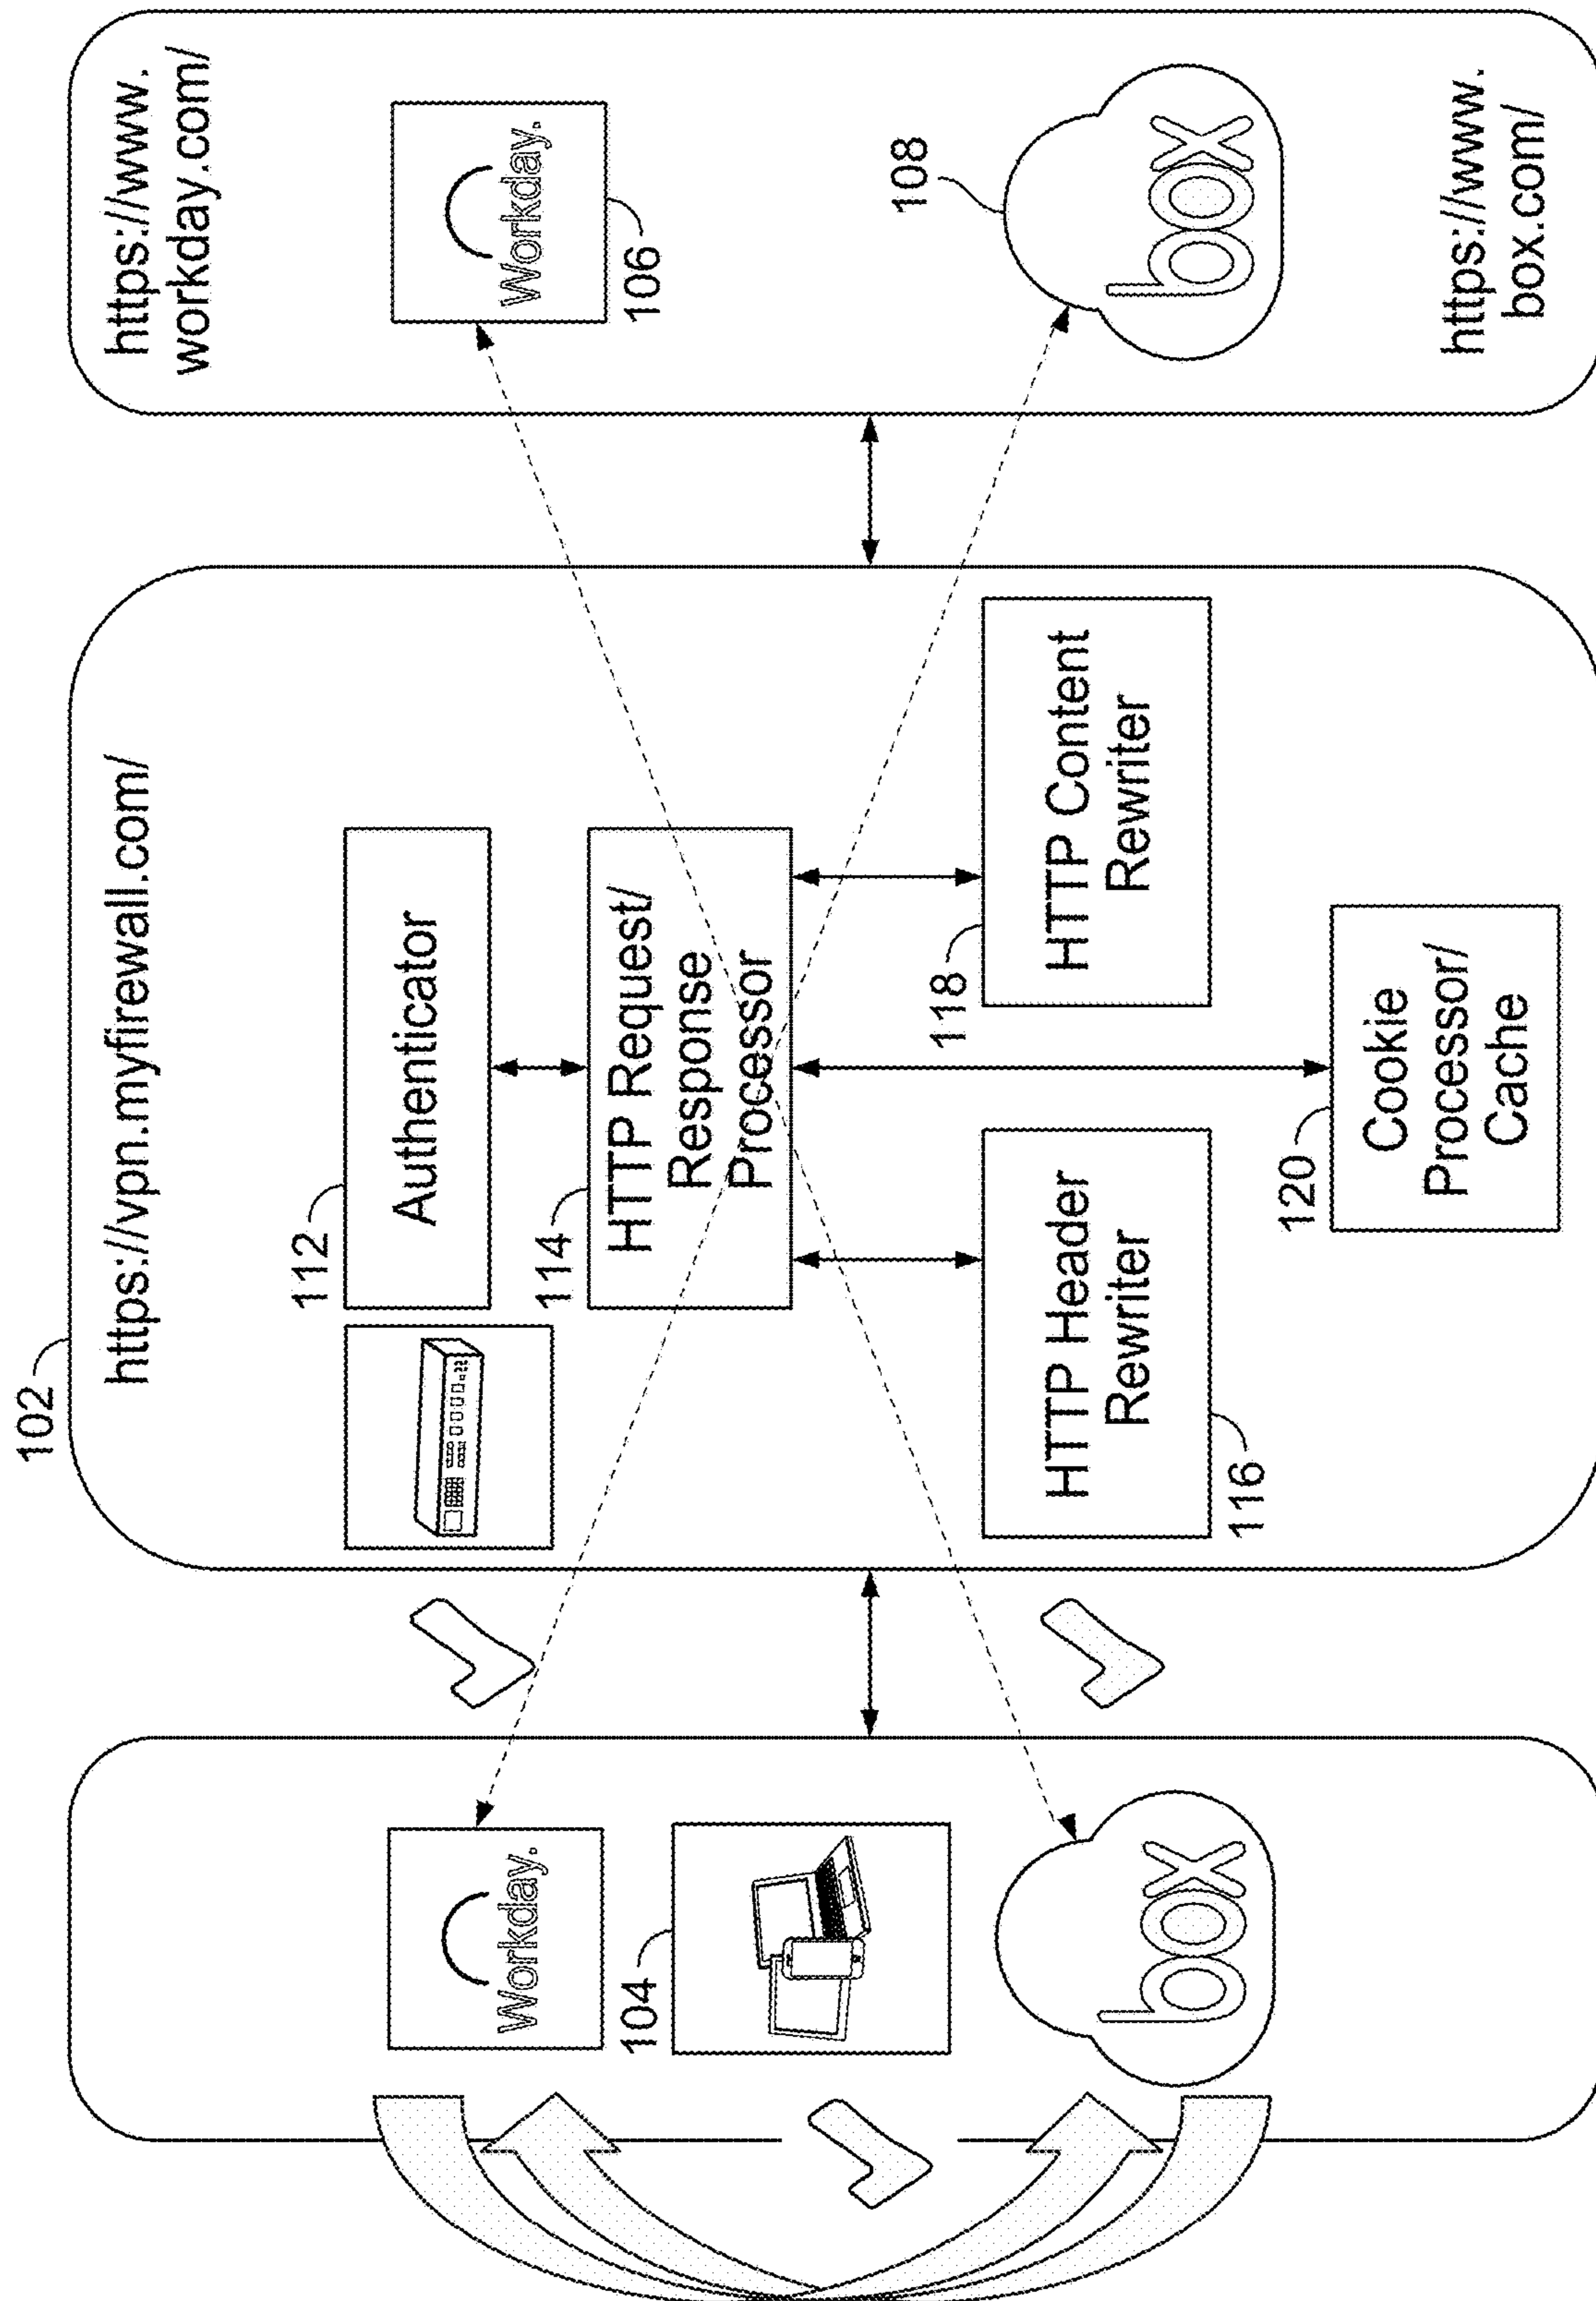 102
https://vpn.myfirewall.com/
112
Authenticator
114
HTTP Request/
Response
Processor
116
HTTP Header
Rewriter
118
HTTP Content
Rewriter
120
Cookie
Processor/
Cache
Workday.
104
box
https://www.
workday.com/
Workday.
106
108
box
https://www.
box.com/